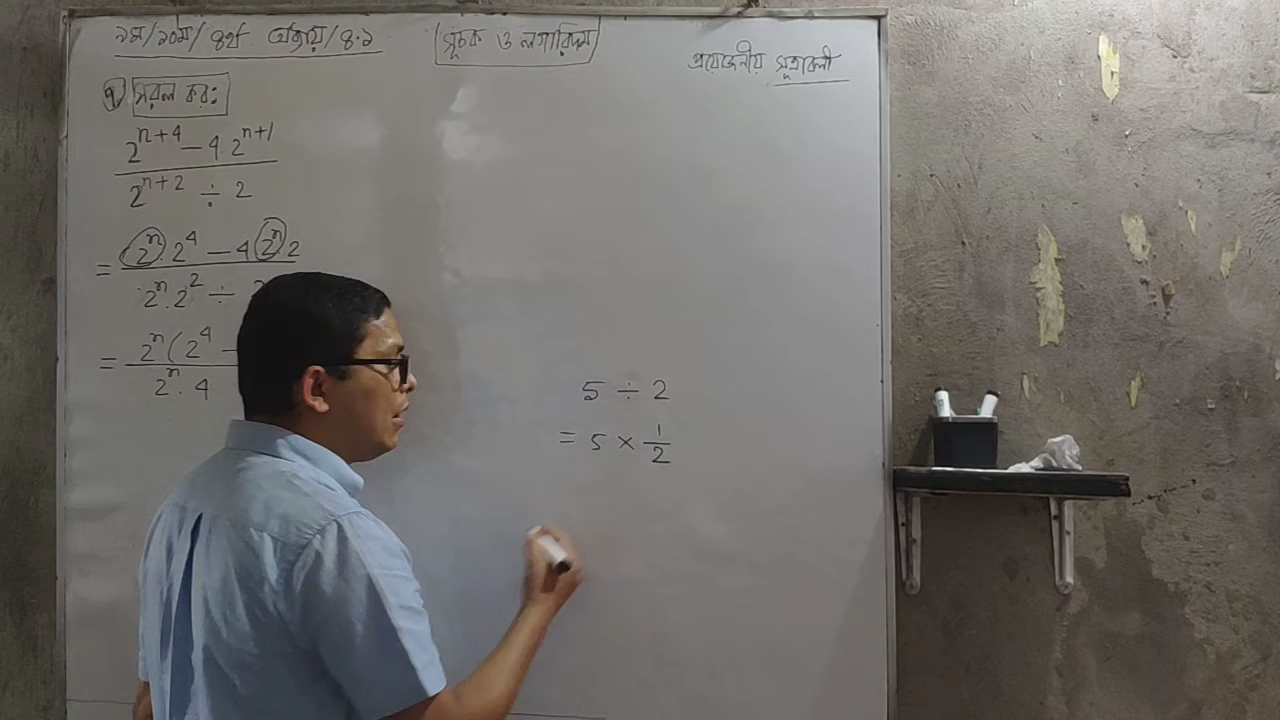 ৯ম/১০ম/৪র্থ অধ্যায়/৪.১
সূচক ও লগারিদম
প্রয়োজনীয় সূত্রাবলী
৭ সরল কর:
2^{n+4} - 4 2^{n+1}
2^{n+2} ÷ 2
= 2^n. 2^4 - 4 2^n. 2
2^n. 2^2 ÷
= 2^n (2^4 -
2^n. 4
5 ÷ 2
= 5 × 1/2